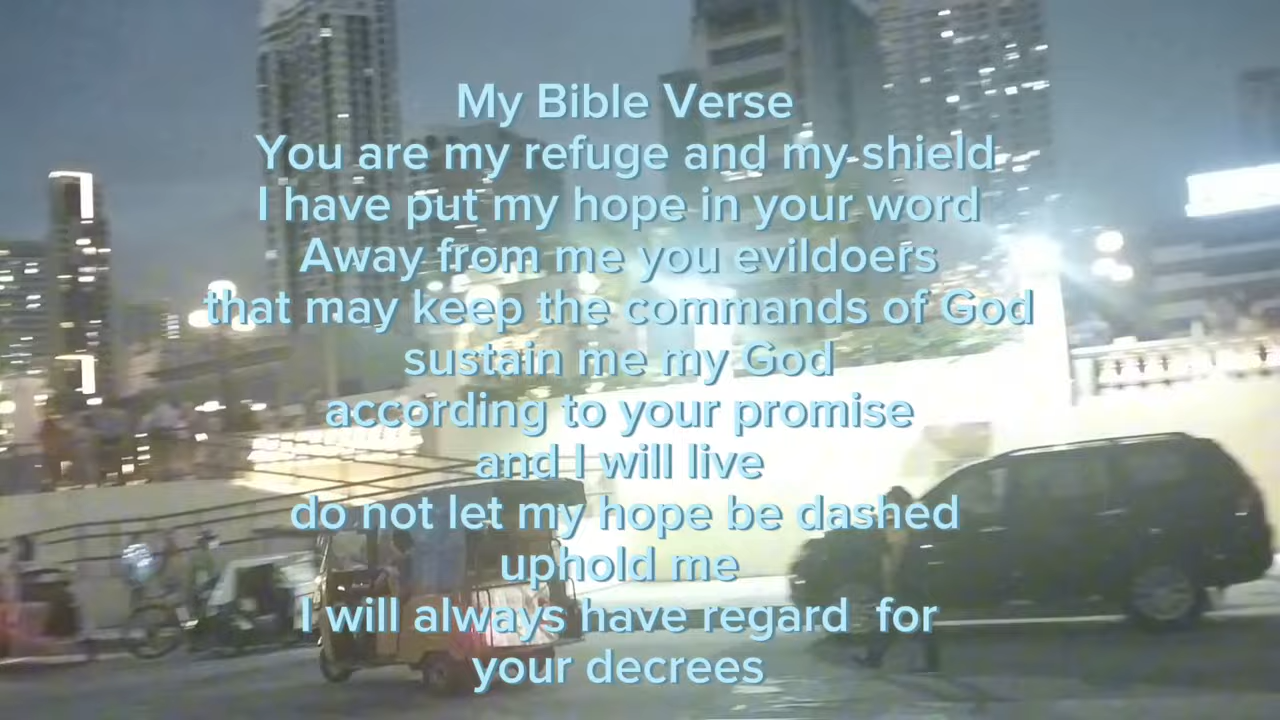 My Bible Verse
You are my refuge and my shield
I have put my hope in your word
Away from me you evildoers
that may keep the commands of God
sustain me my God
according to your promise
and I will live
do not let my hope be dashed
uphold me
I will always have regard for
your decrees